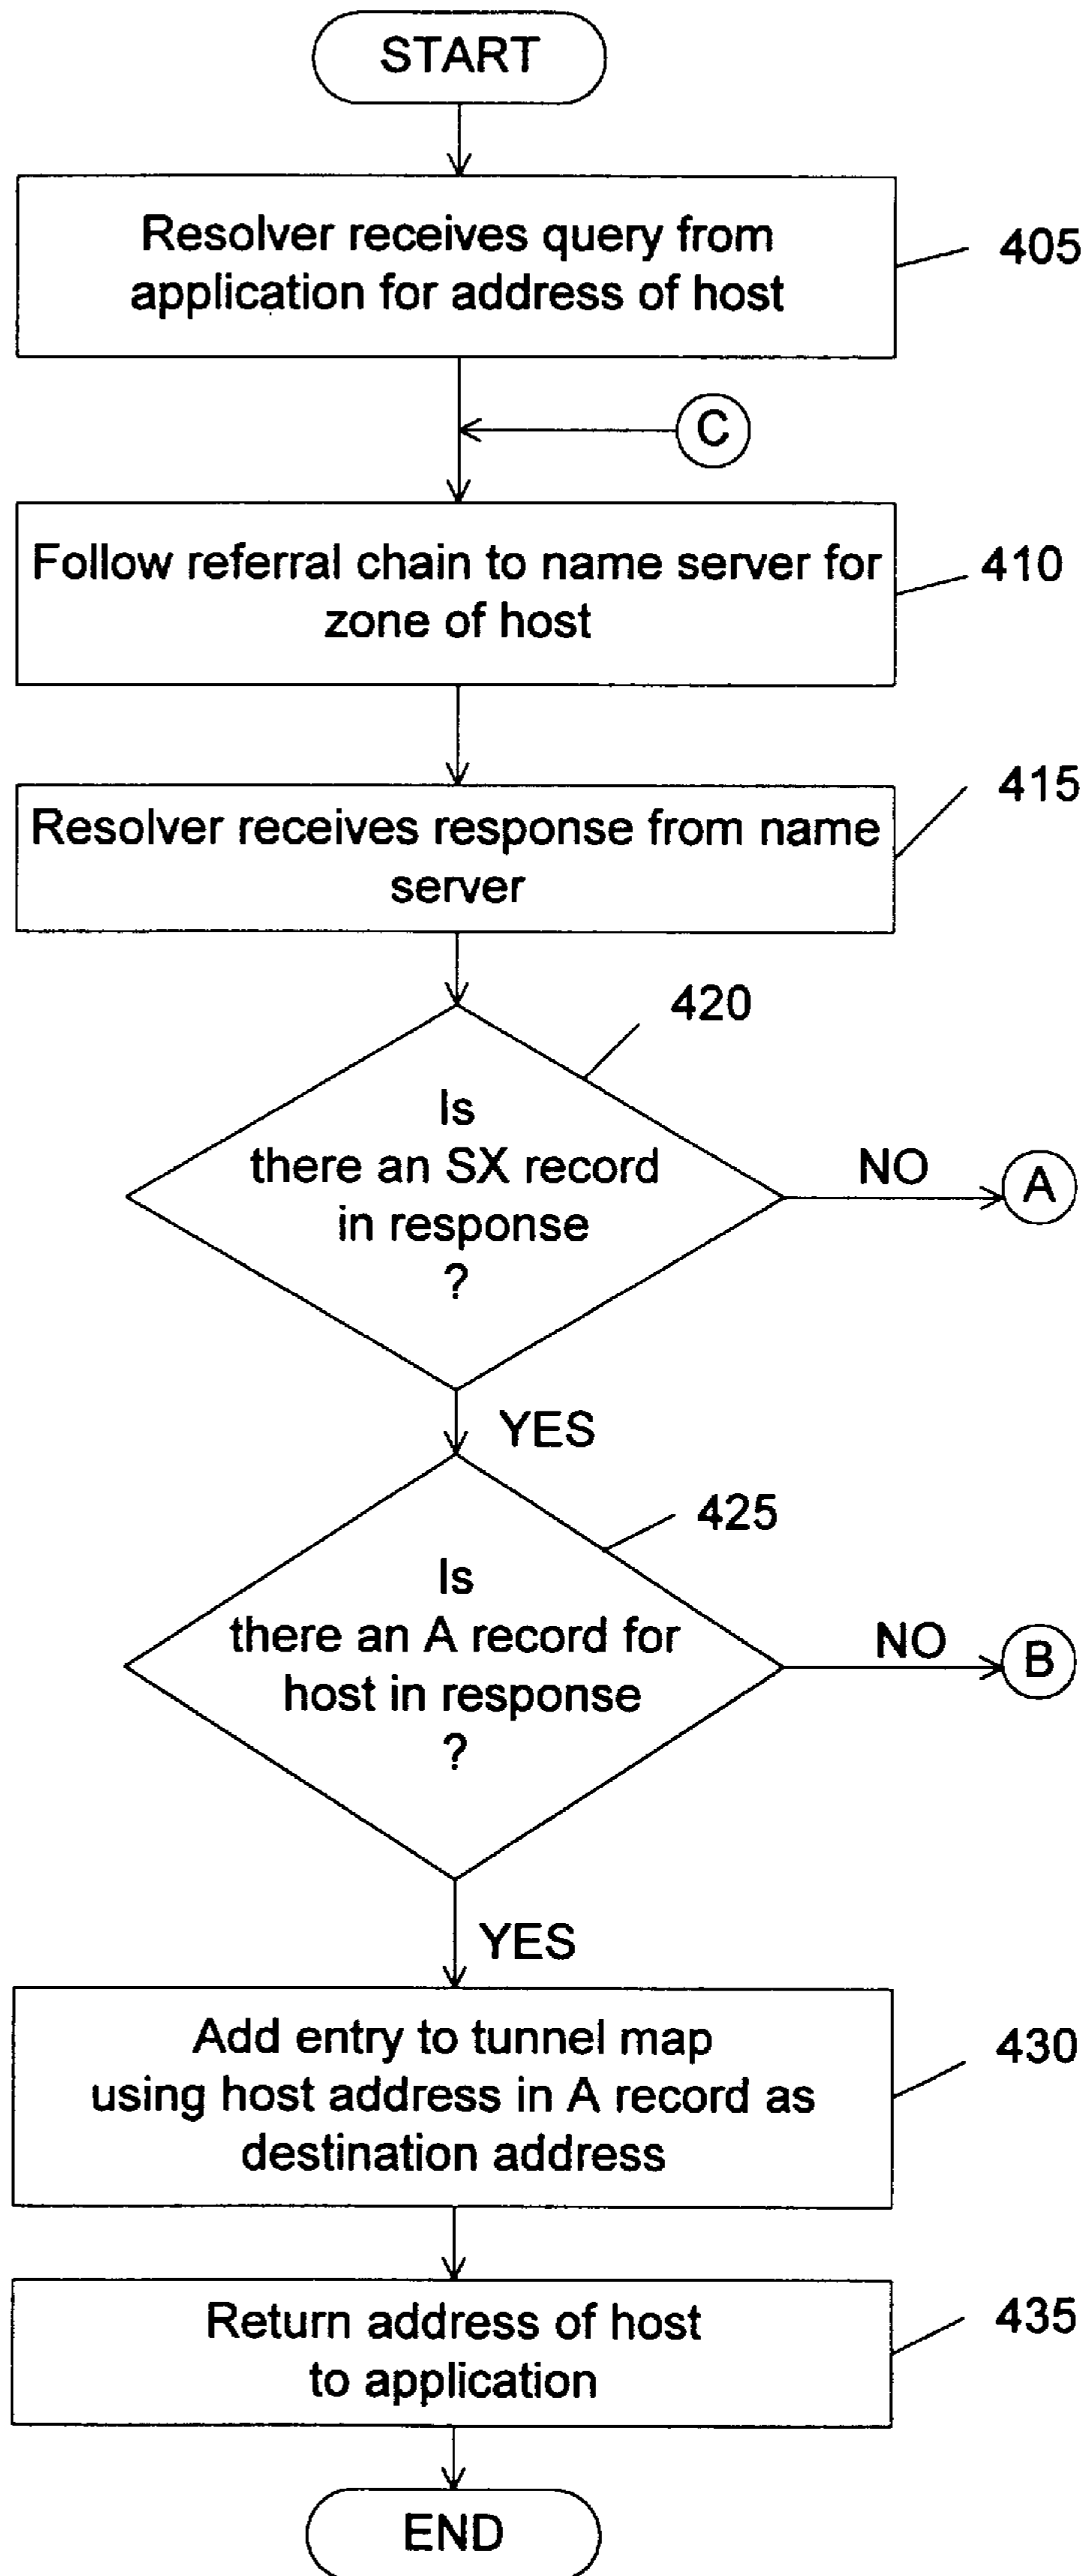 START
Resolver receives query from
application for address of host
405
C
Follow referral chain to name server for
zone of host
410
Resolver receives response from name
server
415
420
Is
there an SX record
in response
?
NO
A
YES
425
Is
there an A record for
host in response
?
NO
B
YES
Add entry to tunnel map
using host address in A record as
destination address
430
Return address of host
to application
435
END